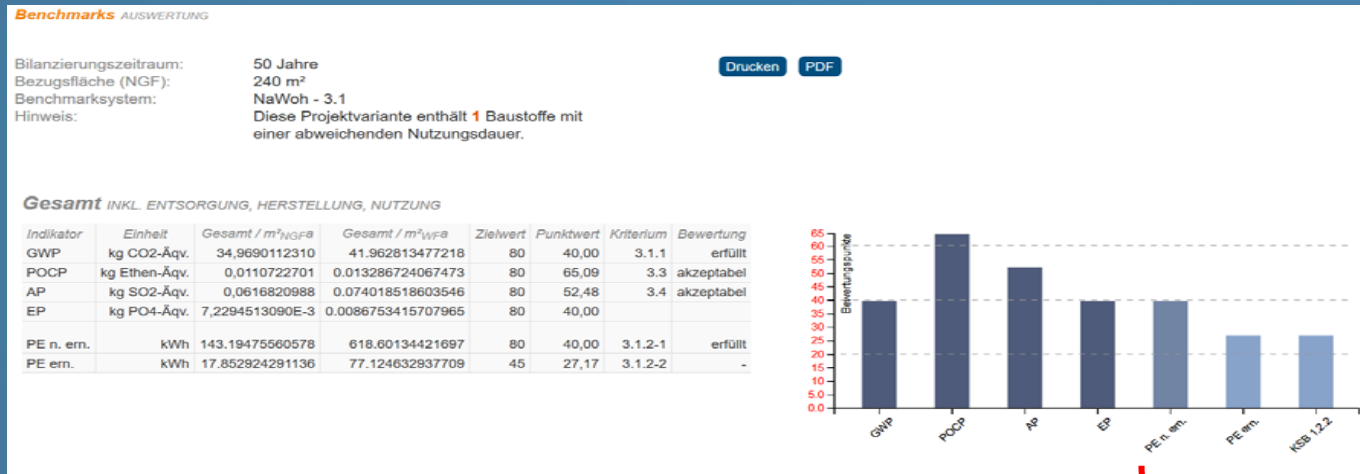 Benchmarks AUSWERTUNG
Bilanzierungszeitraum: 50 Jahre
Drucken PDF
Bezugsfläche (NGF): 240 m²
Benchmarksystem: NaWoh - 3.1
Hinweis: Diese Projektvariante enthält 1 Baustoffe mit
einer abweichenden Nutzungsdauer.
Gesamt INKL. ENTSORGUNG, HERSTELLUNG, NUTZUNG
Indikator Einheit Gesamt / m²NGFa Gesamt / m²WFa Zielwert Punktwert Kriterium Bewertung
GWP kg CO2-Äqv. 34,9690112310 41.962813477218 80 40,00 3.1.1 erfüllt
POCP kg Ethen-Äqv. 0,0110722701 0.013286724067473 80 65,09 3.3 akzeptabel
AP kg SO2-Äqv. 0,0616820988 0.074018518603546 80 52,48 3.4 akzeptabel
EP kg PO4-Äqv. 7,2294513090E-3 0.0086753415707965 80 40,00
PE n. ern. kWh 143.19475560578 618.60134421697 80 40,00 3.1.2-1 erfüllt
PE ern. kWh 17.852924291136 77.124632937709 45 27,17 3.1.2-2 -
Bewertungspunkte
65
60
55
50
45
40
35
30
25
20
15
10
5.0
0.0
GWP POCP AP EP PE n. ern. PE ern. KSB 1.2.2